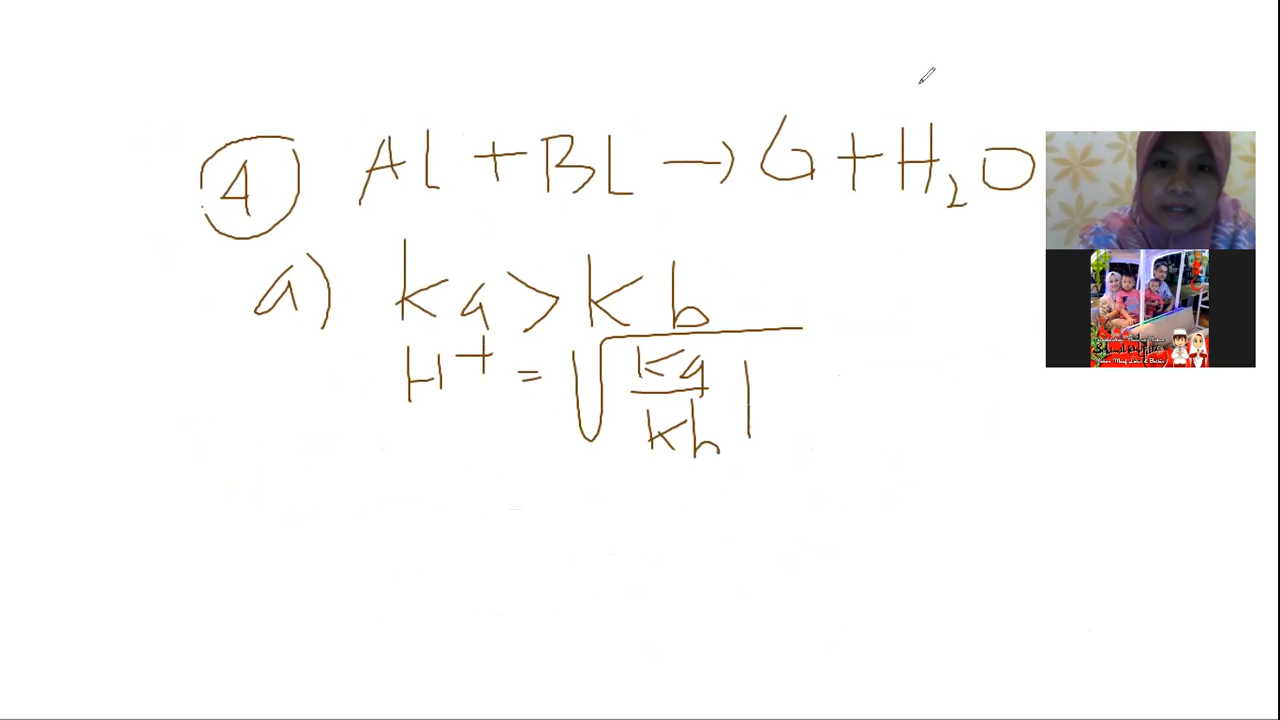 4 AL + BL → G + H₂O
a) Ka > Kb
H⁺ = √(Ka/Kb)